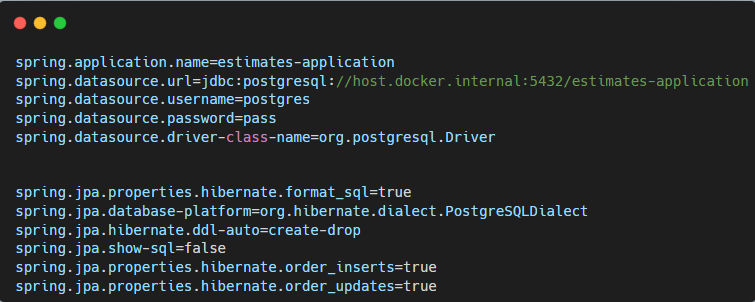 spring.application.name=estimates-application
spring.datasource.url=jdbc:postgresql://host.docker.internal:5432/estimates-application
spring.datasource.username=postgres
spring.datasource.password=pass
spring.datasource.driver-class-name=org.postgresql.Driver
spring.jpa.properties.hibernate.format_sql=true
spring.jpa.database-platform=org.hibernate.dialect.PostgreSQLDialect
spring.jpa.hibernate.ddl-auto=create-drop
spring.jpa.show-sql=false
spring.jpa.properties.hibernate.order_inserts=true
spring.jpa.properties.hibernate.order_updates=true